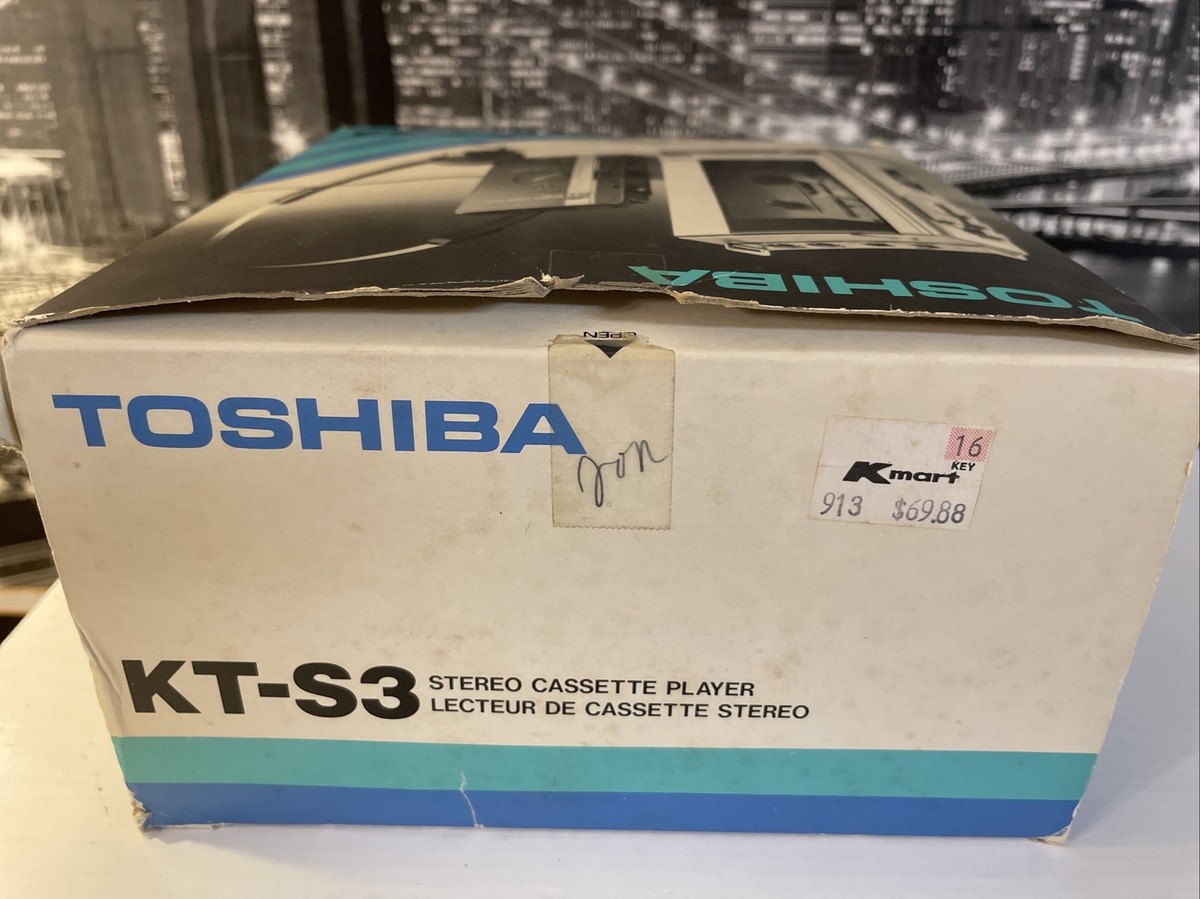 TOSHIBA
OPEN
TOSHIBA
Jon
16
KEY
Kmart
913 $69.88
KT-S3 STEREO CASSETTE PLAYER
LECTEUR DE CASSETTE STEREO